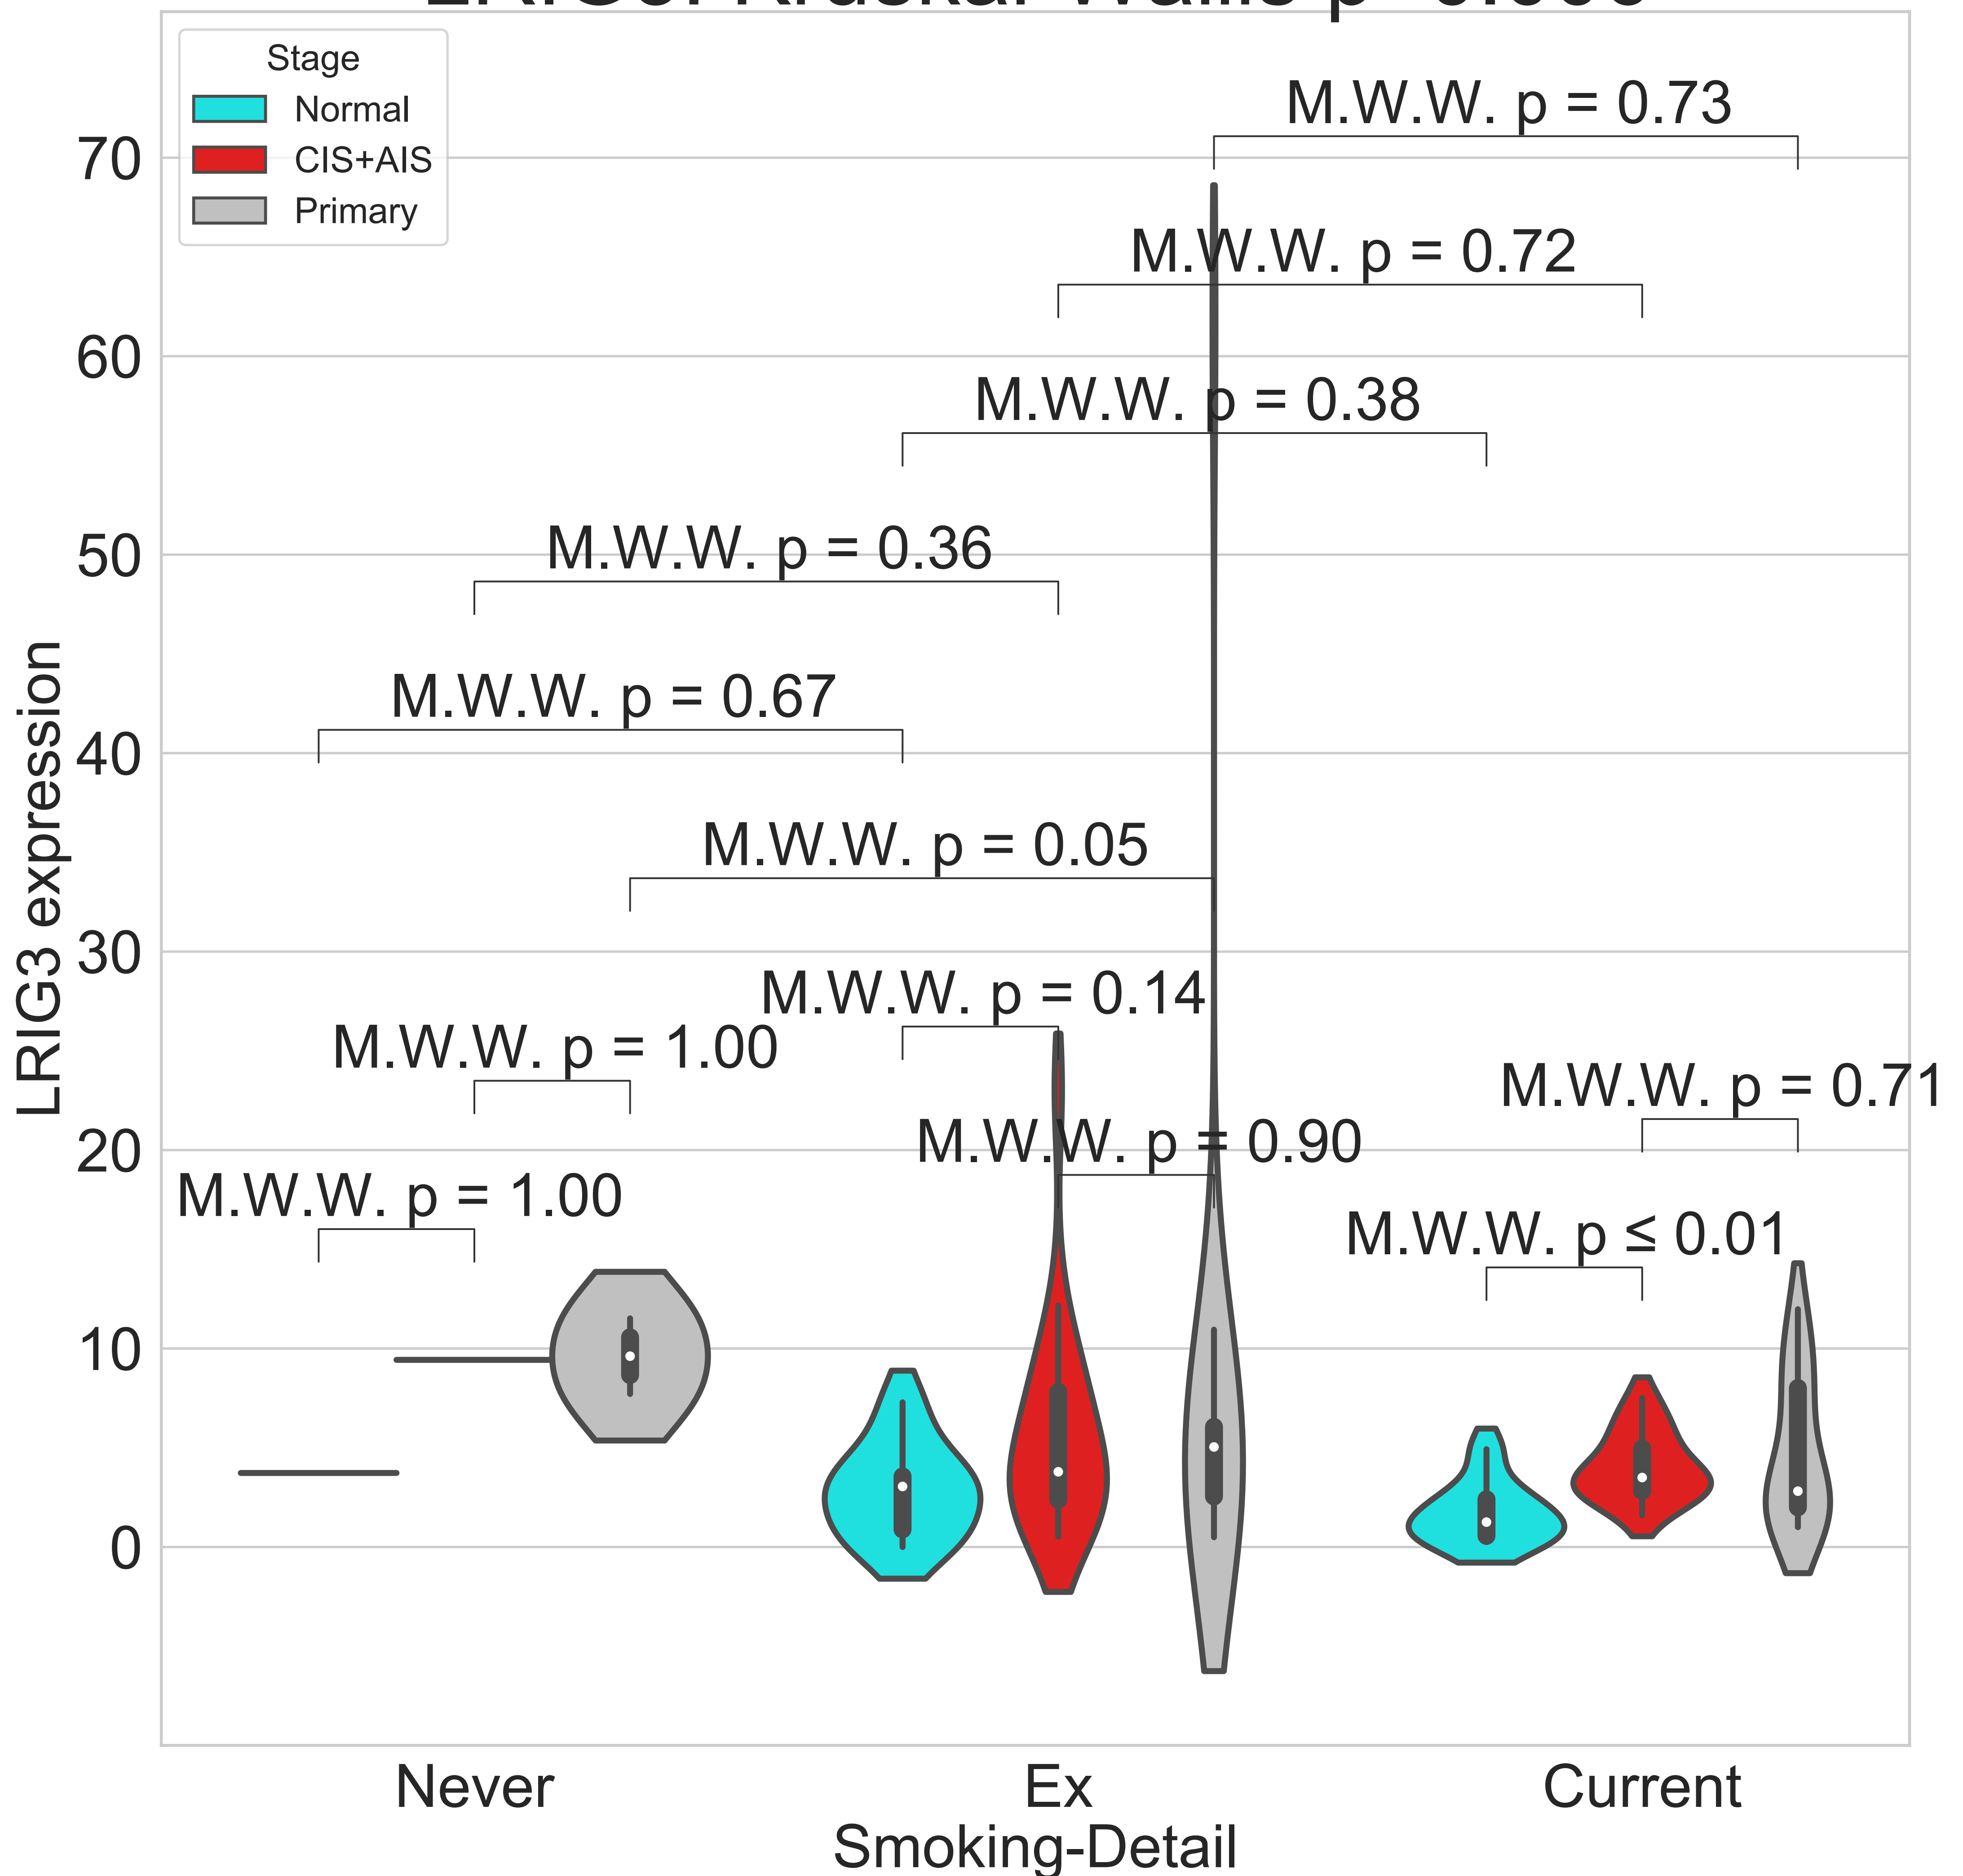 Stage
Normal
CIS+AIS
Primary
M.W.W. p = 0.73
70
M.W.W. p = 0.72
60
M.W.W. p = 0.38
50
M.W.W. p = 0.36
M.W.W. p = 0.67
40
M.W.W. p = 0.05
30
M.W.W. p = 0.14
M.W.W. p = 1.00
M.W.W. p = 0.71
20
M.W.W. p = 0.90
M.W.W. p = 1.00
M.W.W. p ≤ 0.01
10
0
LRIG3 expression
Never
Ex
Current
Smoking-Detail